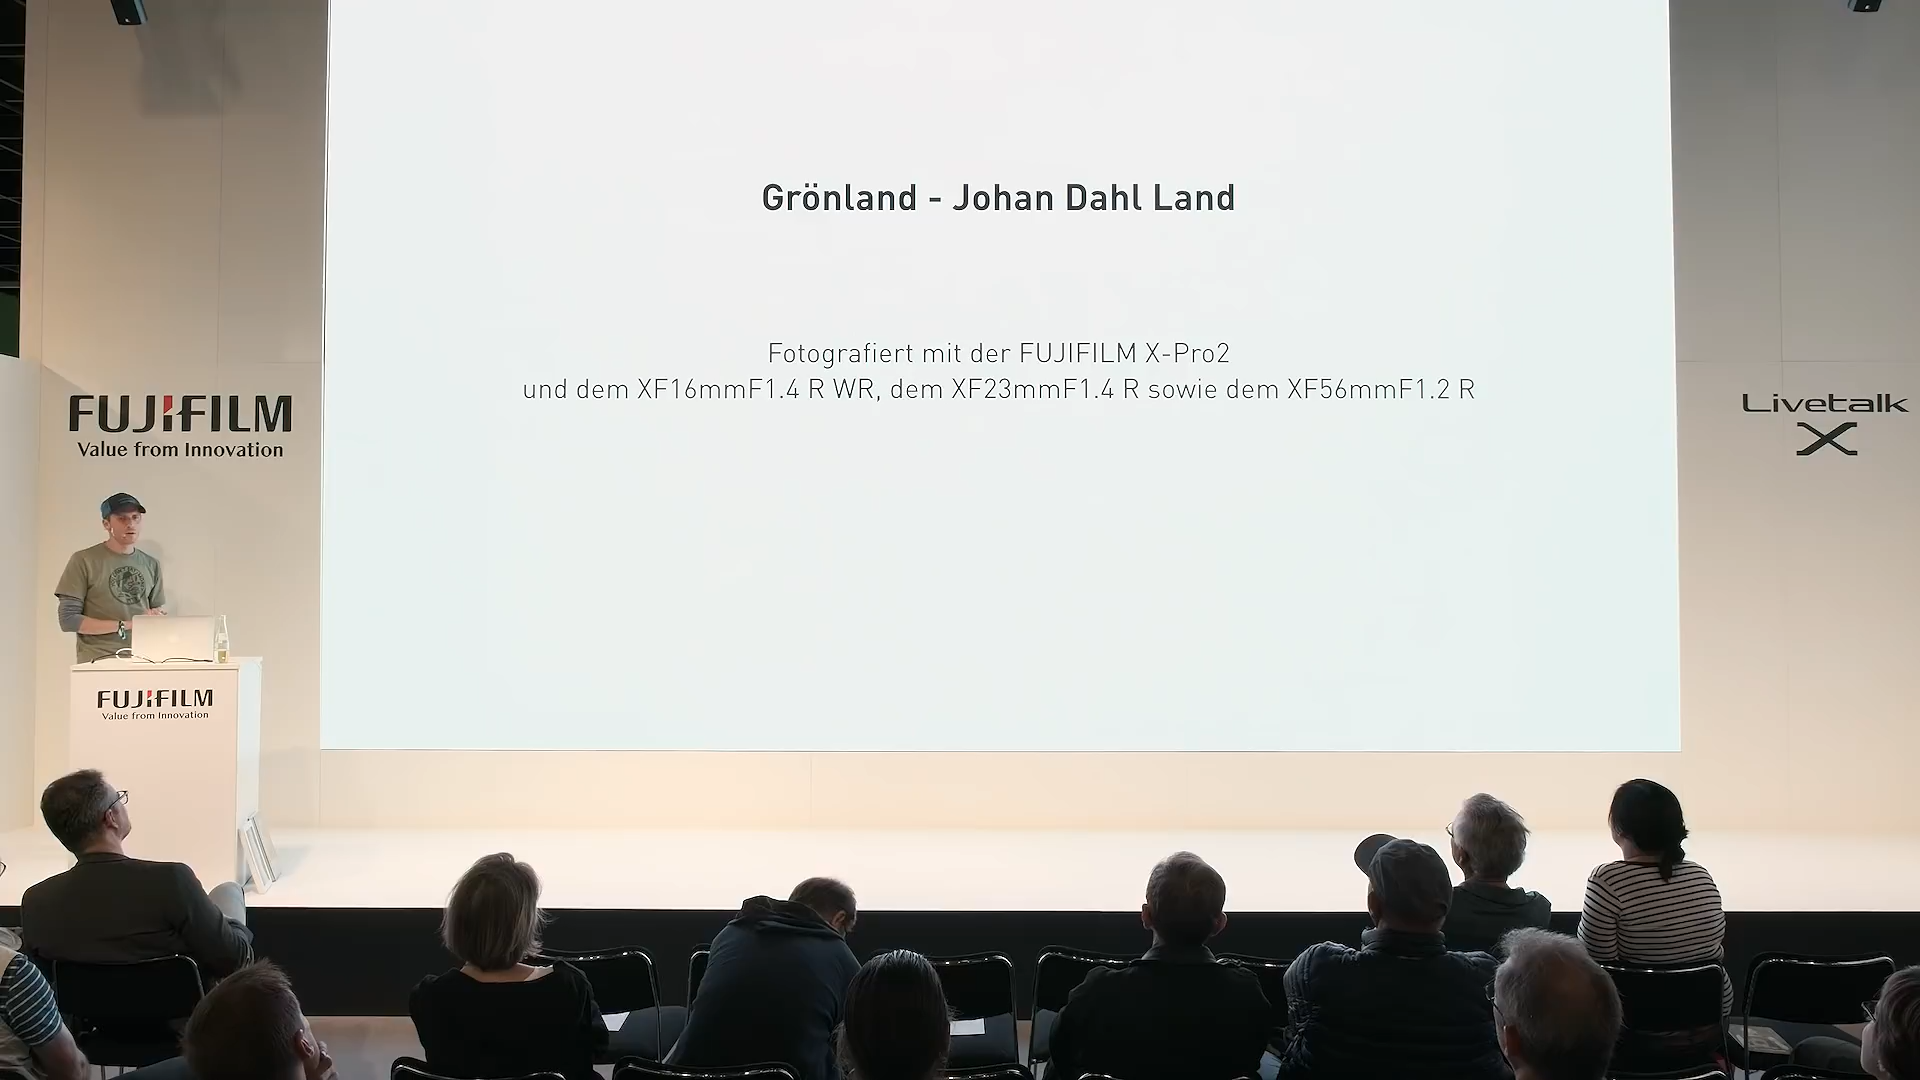 Grönland - Johan Dahl Land
Fotografiert mit der FUJIFILM X-Pro2
und dem XF16mmF1.4 R WR, dem XF23mmF1.4 R sowie dem XF56mmF1.2 R
FUJIFILM
Value from Innovation
Livetalk
X
FUJIFILM
Value from Innovation